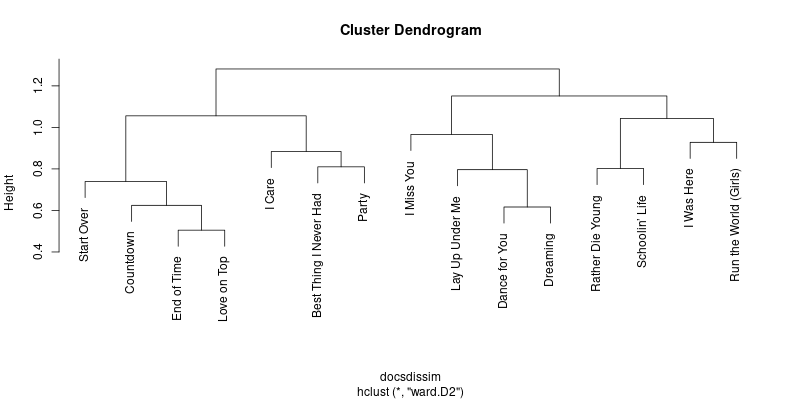 Cluster Dendrogram
Height
1.2
1.0
0.8
0.6
0.4
Start Over
Countdown
End of Time
Love on Top
I Care
Best Thing I Never Had
Party
I Miss You
Lay Up Under Me
Dance for You
Dreaming
Rather Die Young
Schoolin' Life
I Was Here
Run the World (Girls)
docsdissim
hclust (*, "ward.D2")